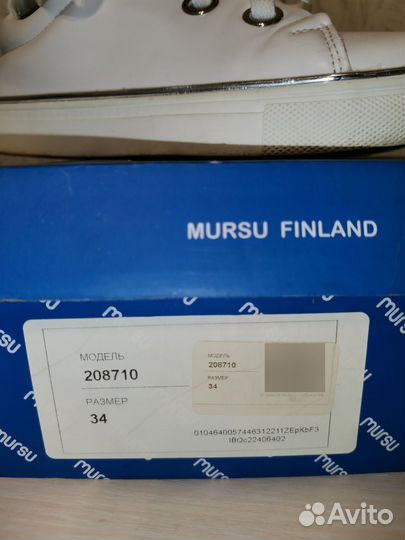 MURSU FINLAND
МОДЕЛЬ
208710
РАЗМЕР
34
МОДЕЛЬ
208710
РАЗМЕР
34
0104640057446312211ZEpKbF3
IBOc22406402
mursu
mursu
mursu
mursu
mursu
Avito